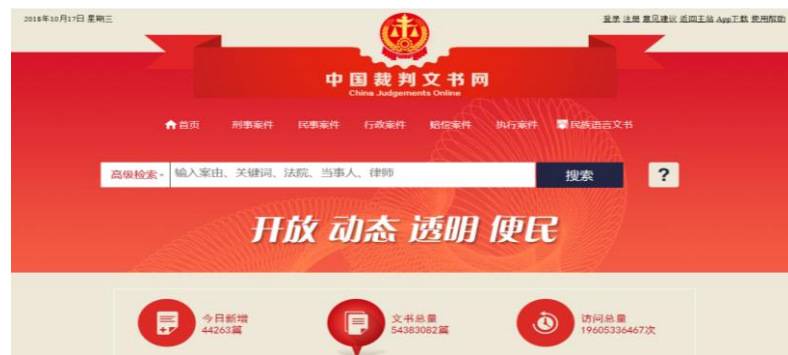 2018年10月17日 星期三
登录 注册 意见建议 返回主站 App下载 使用帮助
中国裁判文书网
China Judgements Online
首页 刑事案件 民事案件 行政案件 赔偿案件 执行案件 民族语言文书
高级检索 输入案由、关键词、法院、当事人、律师 搜索 ?
开放 动态 透明 便民
今日新增 文书总量 访问总量
44263篇 54383082篇 19605336467次